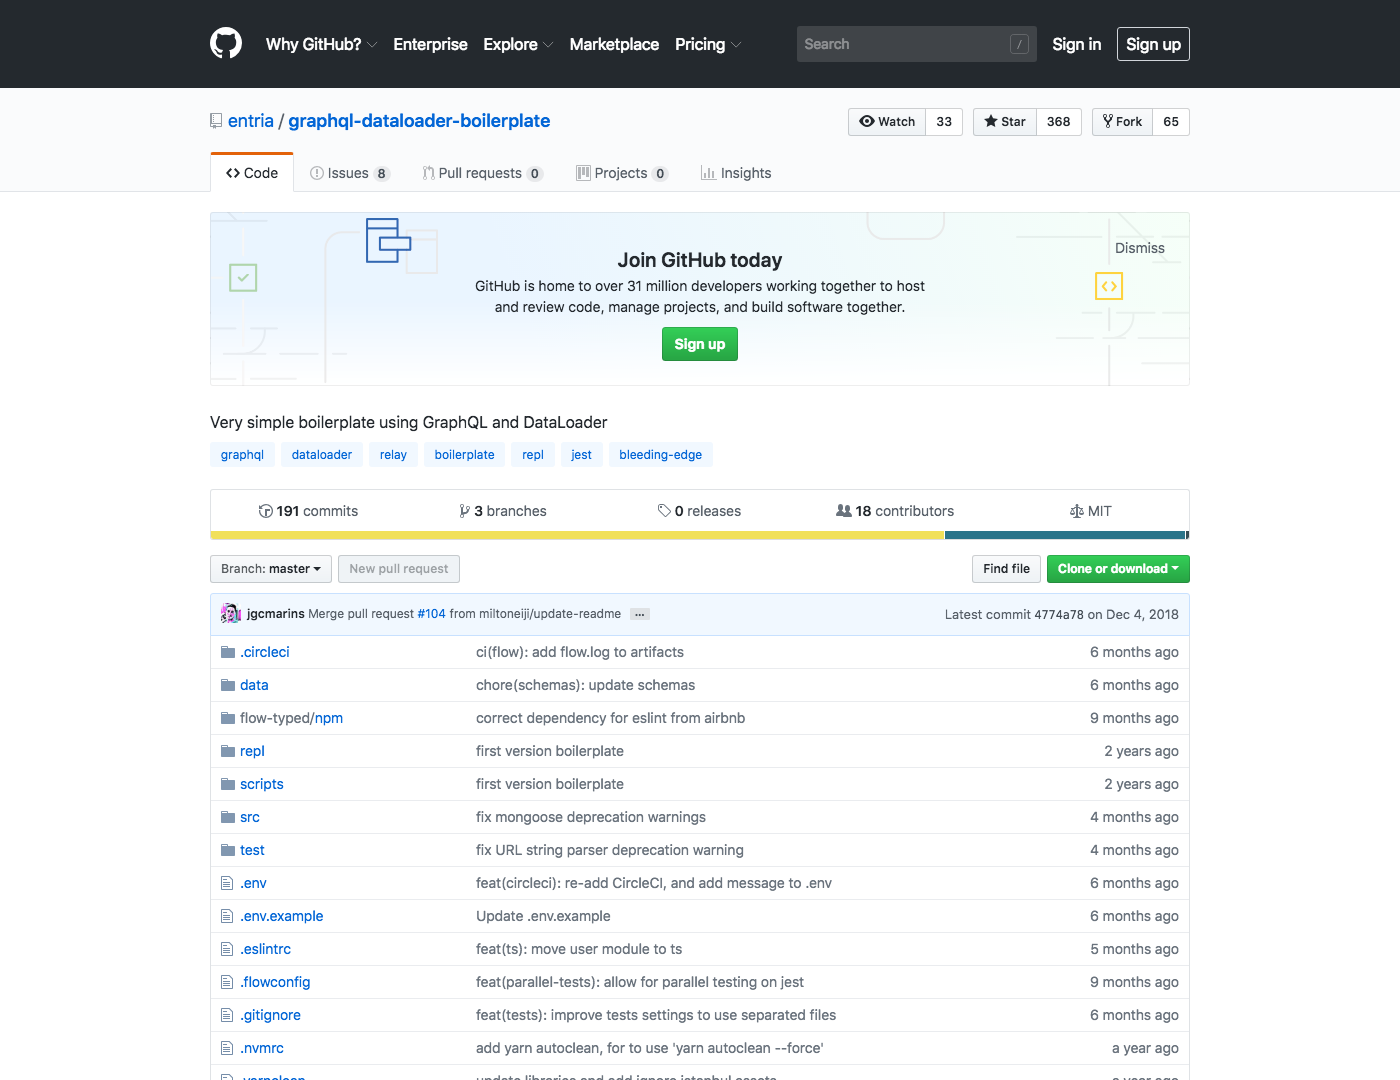 Why GitHub? Enterprise Explore Marketplace Pricing Search / Sign in Sign up
entria / graphql-dataloader-boilerplate Watch 33 Star 368 Fork 65
Code Issues 8 Pull requests 0 Projects 0 Insights
Dismiss
Join GitHub today
GitHub is home to over 31 million developers working together to host
and review code, manage projects, and build software together.
Sign up
Very simple boilerplate using GraphQL and DataLoader
graphql dataloader relay boilerplate repl jest bleeding-edge
191 commits 3 branches 0 releases 18 contributors MIT
Branch: master New pull request Find file Clone or download
jgcmarins Merge pull request #104 from miltoneiji/update-readme … Latest commit 4774a78 on Dec 4, 2018
.circleci ci(flow): add flow.log to artifacts 6 months ago
data chore(schemas): update schemas 6 months ago
flow-typed/npm correct dependency for eslint from airbnb 9 months ago
repl first version boilerplate 2 years ago
scripts first version boilerplate 2 years ago
src fix mongoose deprecation warnings 4 months ago
test fix URL string parser deprecation warning 4 months ago
.env feat(circleci): re-add CircleCI, and add message to .env 6 months ago
.env.example Update .env.example 6 months ago
.eslintrc feat(ts): move user module to ts 5 months ago
.flowconfig feat(parallel-tests): allow for parallel testing on jest 9 months ago
.gitignore feat(tests): improve tests settings to use separated files 6 months ago
.nvmrc add yarn autoclean, for to use 'yarn autoclean --force' a year ago
.yarnclean update libraries and add ignore istanbul assets a year ago